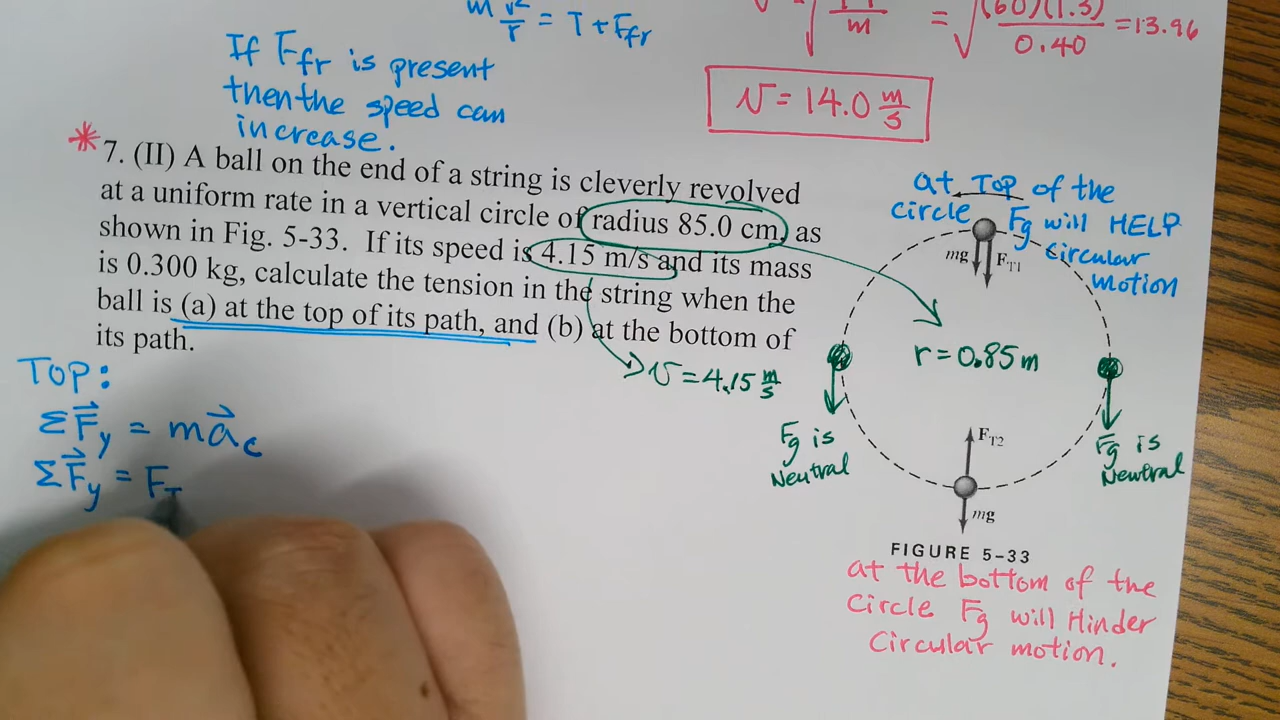 m v²/r = T + Ffr
m = √(60)(1.3)/0.40 = 13.96
If Ffr is present
then the speed can
increase.
v = 14.0 m/s
*7. (II) A ball on the end of a string is cleverly revolved
at a uniform rate in a vertical circle of radius 85.0 cm, as
shown in Fig. 5-33. If its speed is 4.15 m/s and its mass
is 0.300 kg, calculate the tension in the string when the
ball is (a) at the top of its path, and (b) at the bottom of
its path.
v = 4.15 m/s
TOP:
ΣF⃗y = ma⃗c
ΣF⃗y = FT
at TOP of the
circle Fg will HELP
circular
motion
mg
FT1
r = 0.85m
Fg is
Neutral
Fg is
Newtral
FT2
mg
FIGURE 5-33
at the bottom of the
circle Fg will Hinder
Circular motion.